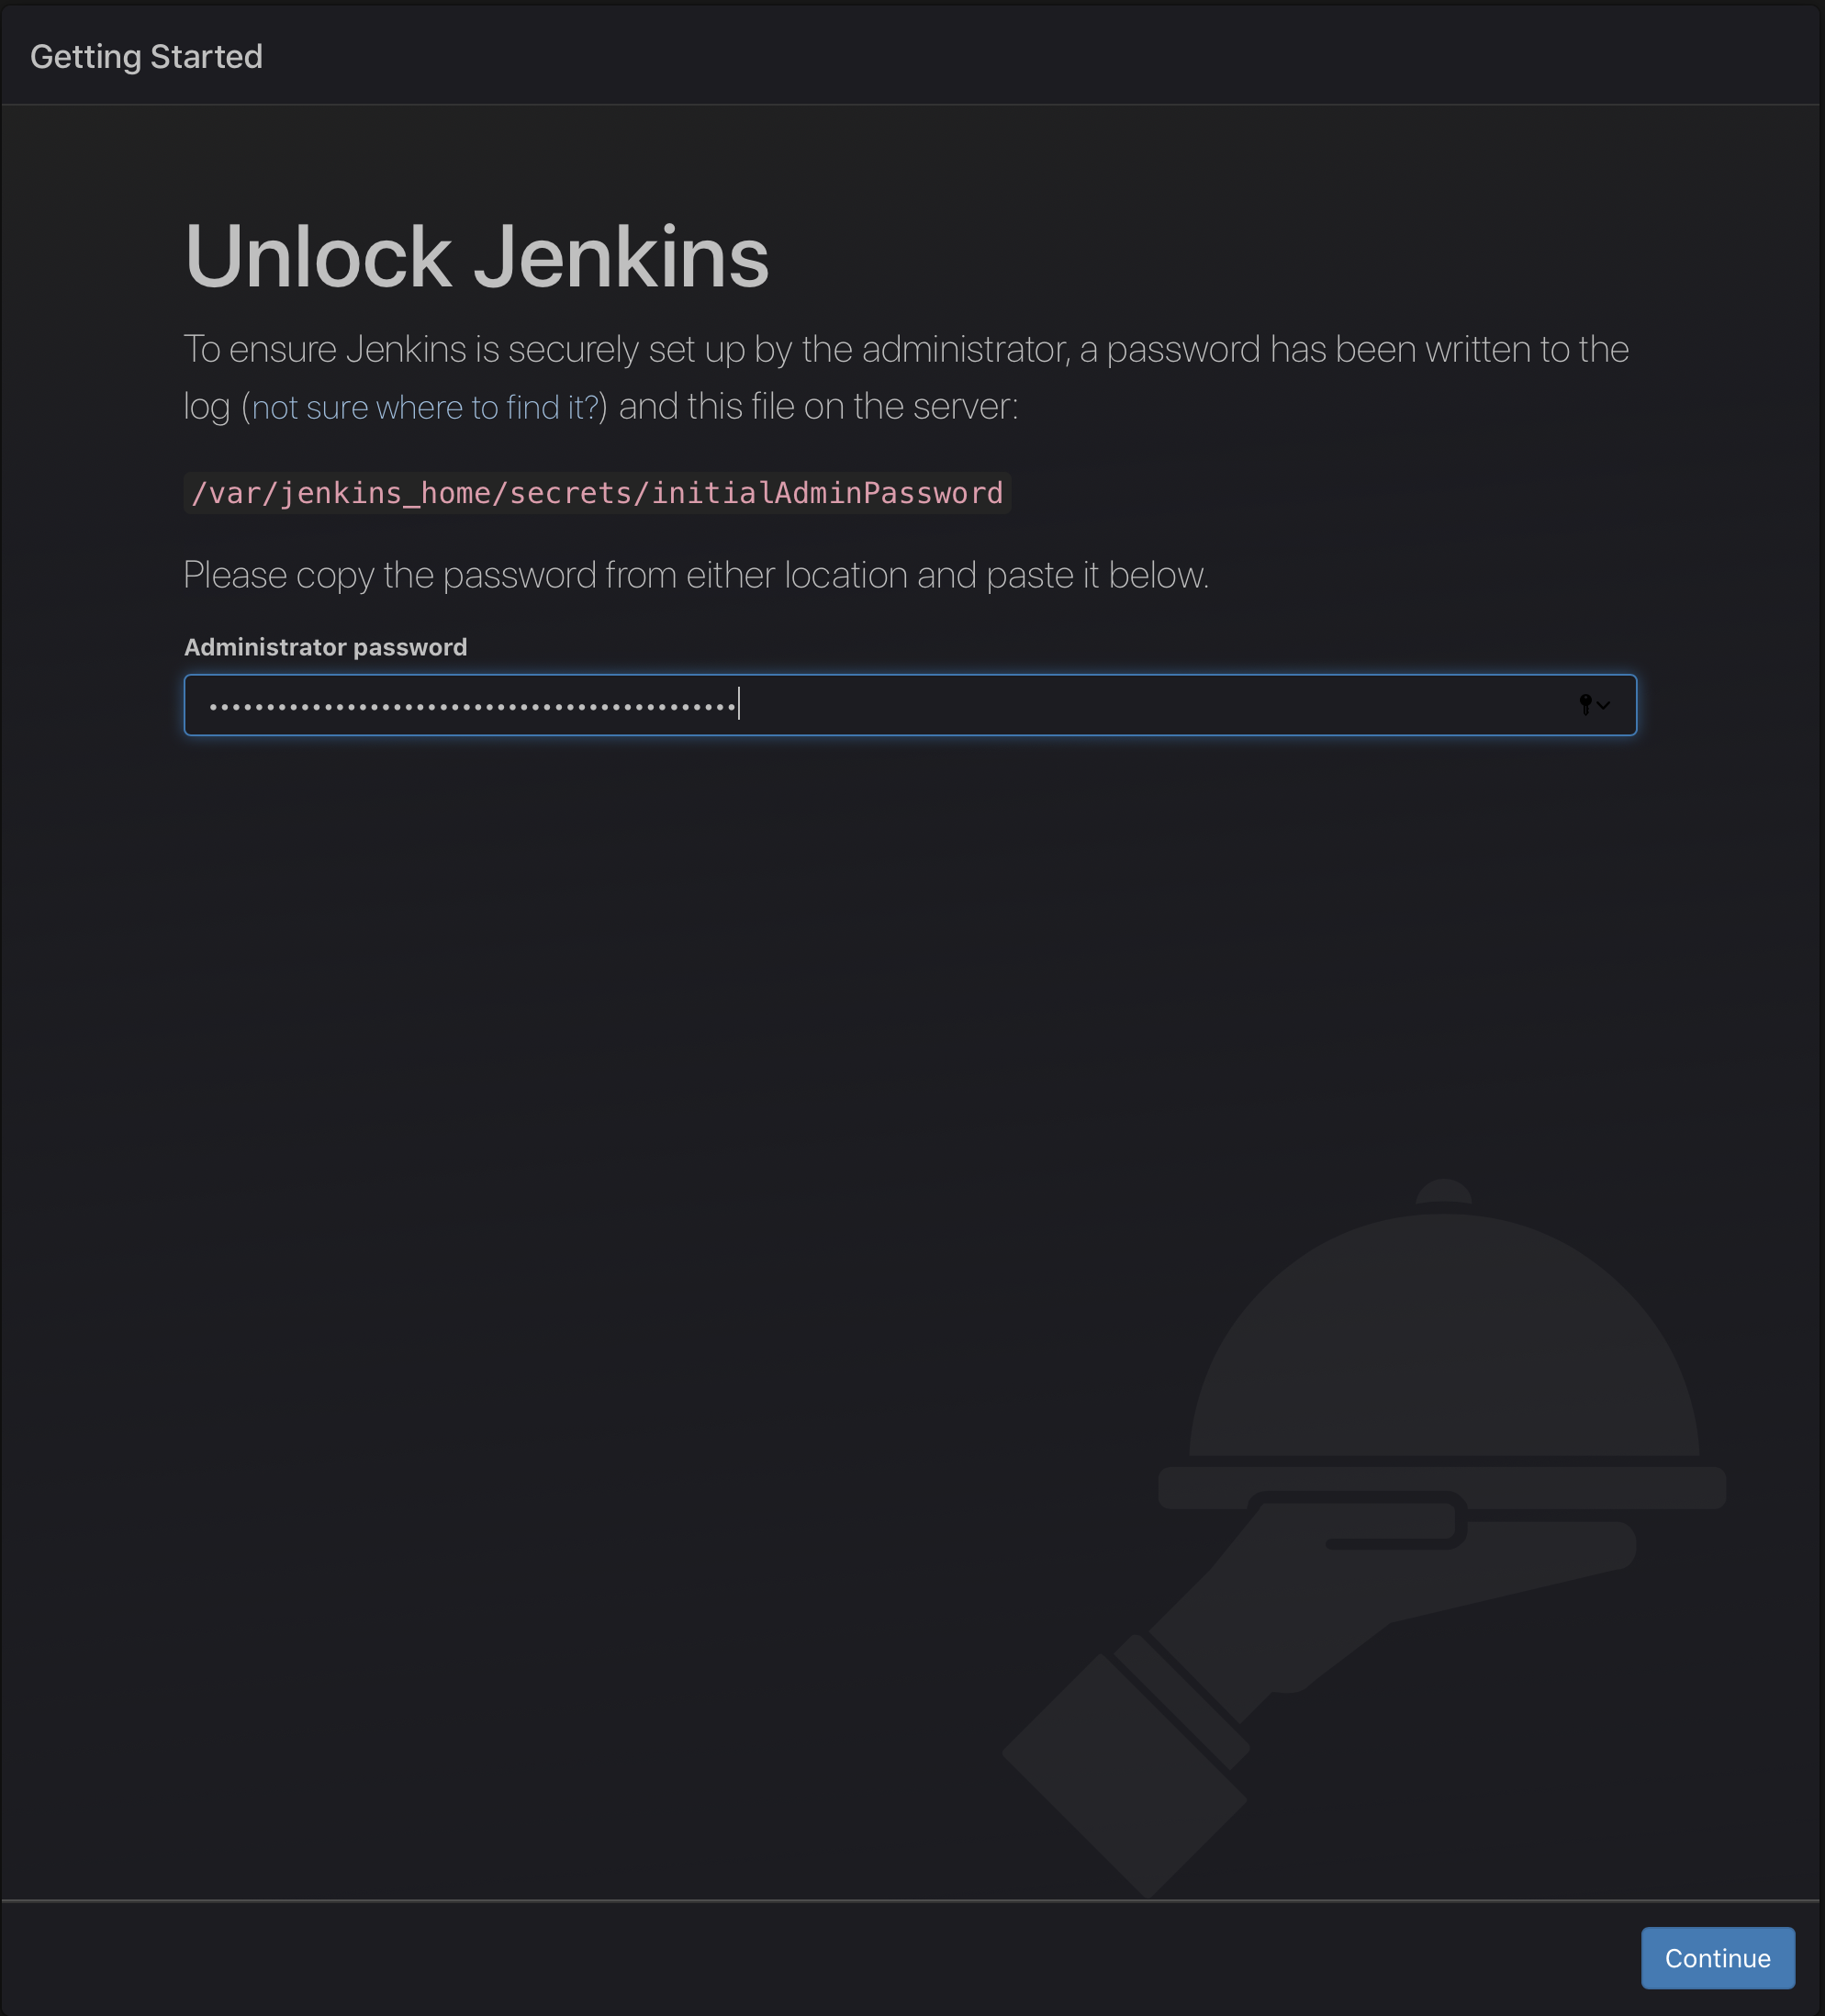 Getting Started
Unlock Jenkins
To ensure Jenkins is securely set up by the administrator, a password has been written to the
log (not sure where to find it?) and this file on the server:
/var/jenkins_home/secrets/initialAdminPassword
Please copy the password from either location and paste it below.
Administrator password
Continue